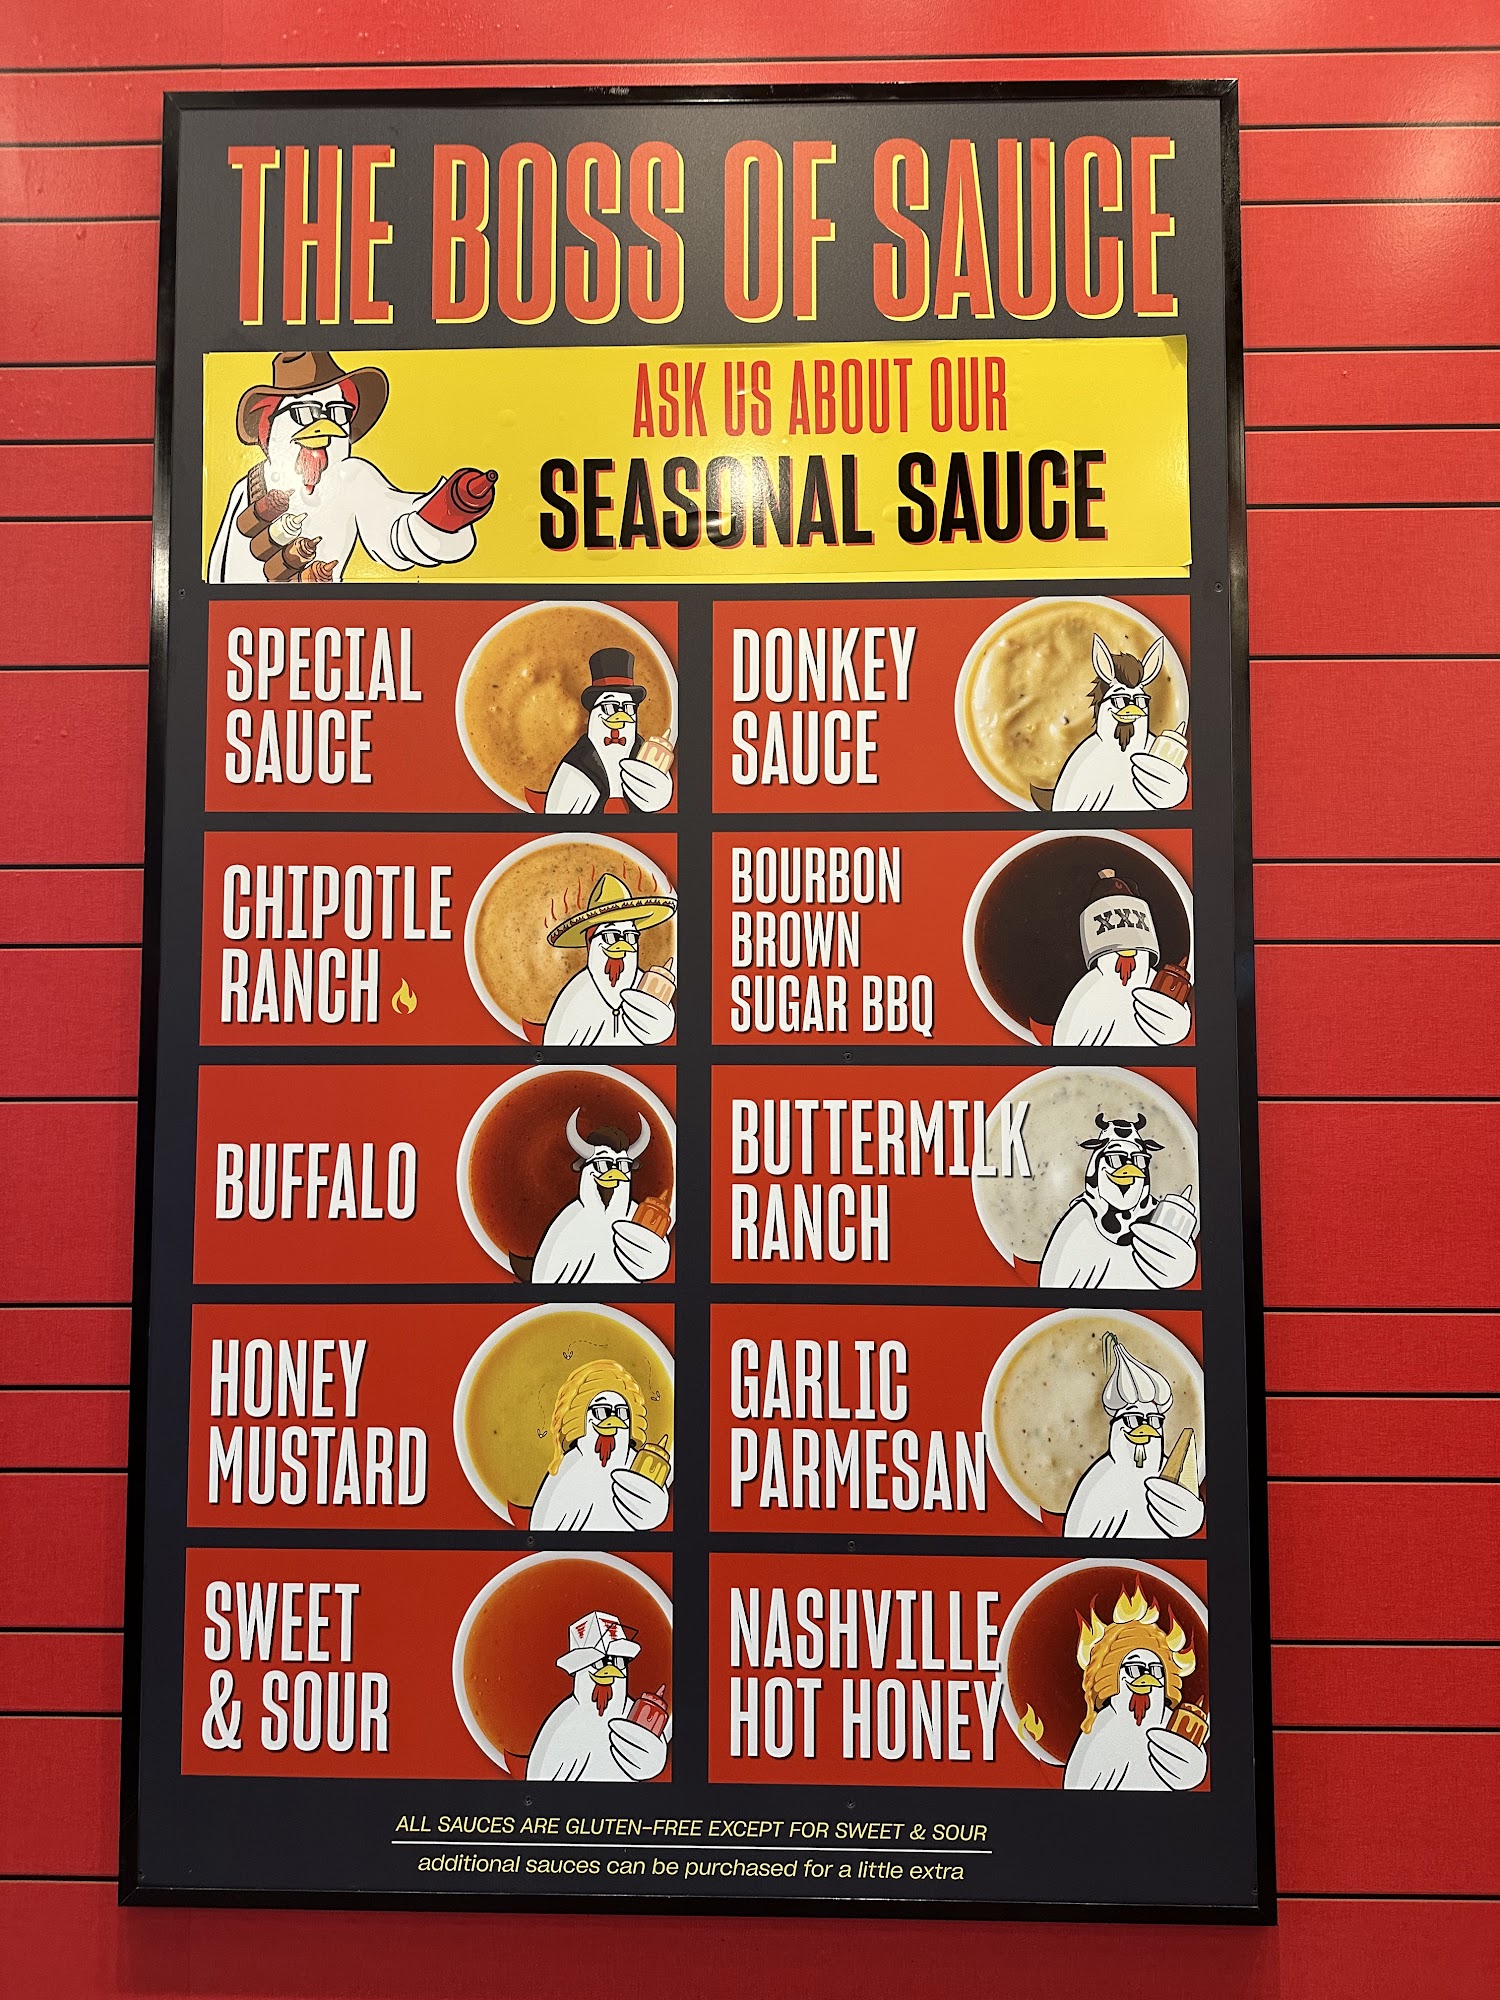 THE BOSS OF SAUCE
ASK US ABOUT OUR
SEASONAL SAUCE
SPECIAL
SAUCE
DONKEY
SAUCE
CHIPOTLE
RANCH
BOURBON
BROWN
SUGAR BBQ
XXX
BUFFALO
BUTTERMILK
RANCH
HONEY
MUSTARD
GARLIC
PARMESAN
SWEET
& SOUR
NASHVILLE
HOT HONEY
ALL SAUCES ARE GLUTEN-FREE EXCEPT FOR SWEET & SOUR
additional sauces can be purchased for a little extra